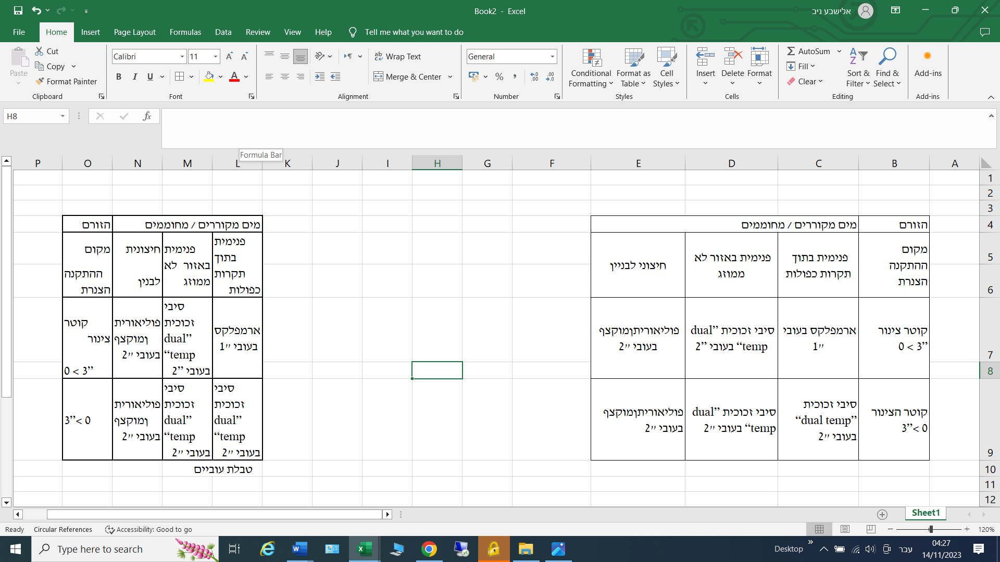 Book2 - Excel
אלישבע ניב
File Home Insert Page Layout Formulas Data Review View Help Tell me what you want to do
Paste
Cut
Copy
Format Painter
Clipboard
Calibri 11
B I U
Font
Wrap Text
Merge & Center
Alignment
General
Number
Conditional Formatting
Format as Table
Cell Styles
Styles
Insert Delete Format
Cells
AutoSum
Fill
Clear
Sort & Filter
Find & Select
Editing
Add-ins
Add-ins
H8
fx
Formula Bar
P O N M L K J I H G F E D C B A
1
2
3
4
5
6
7
8
9
10
11
12
הזורם
מים מקוררים / מחוממים
מקום
ההתקנה
הצנרת
פנימית בתוך
תקרות כפולות
פנימית באזור לא
ממוזג
חיצוני לבניין
קוטר צינור
0 < 3”
ארמפלקס בעובי
1״
סיבי זכוכית ”dual
temp“ בעובי 2”
פוליאוריתןמוקצף
בעובי 2״
קוטר הצינור
3”< 0
סיבי זכוכית
“dual temp”
בעובי 2״
סיבי זכוכית ”dual
temp“ בעובי 2״
פוליאוריתןמוקצף
בעובי 2״
מים מקוררים / מחוממים
הזורם
פנימית
בתוך
תקרות
כפולות
פנימית
באזור לא
ממוזג
חיצונית
לבנין
מקום
ההתקנה
הצנרת
ארמפלקס
בעובי 1״
סיבי
זכוכית
dual”
“temp
בעובי 2”
פוליאורית
ןמוקצף
בעובי 2״
קוטר
צינור
0 < 3”
סיבי
זכוכית
dual”
“temp
בעובי 2״
סיבי
זכוכית
dual”
“temp
בעובי 2״
פוליאורית
ןמוקצף
בעובי 2״
3”< 0
טבלת עוביים
Sheet1
Ready Circular References Accessibility: Good to go
120%
Type here to search
Desktop
עבר
04:27
14/11/2023